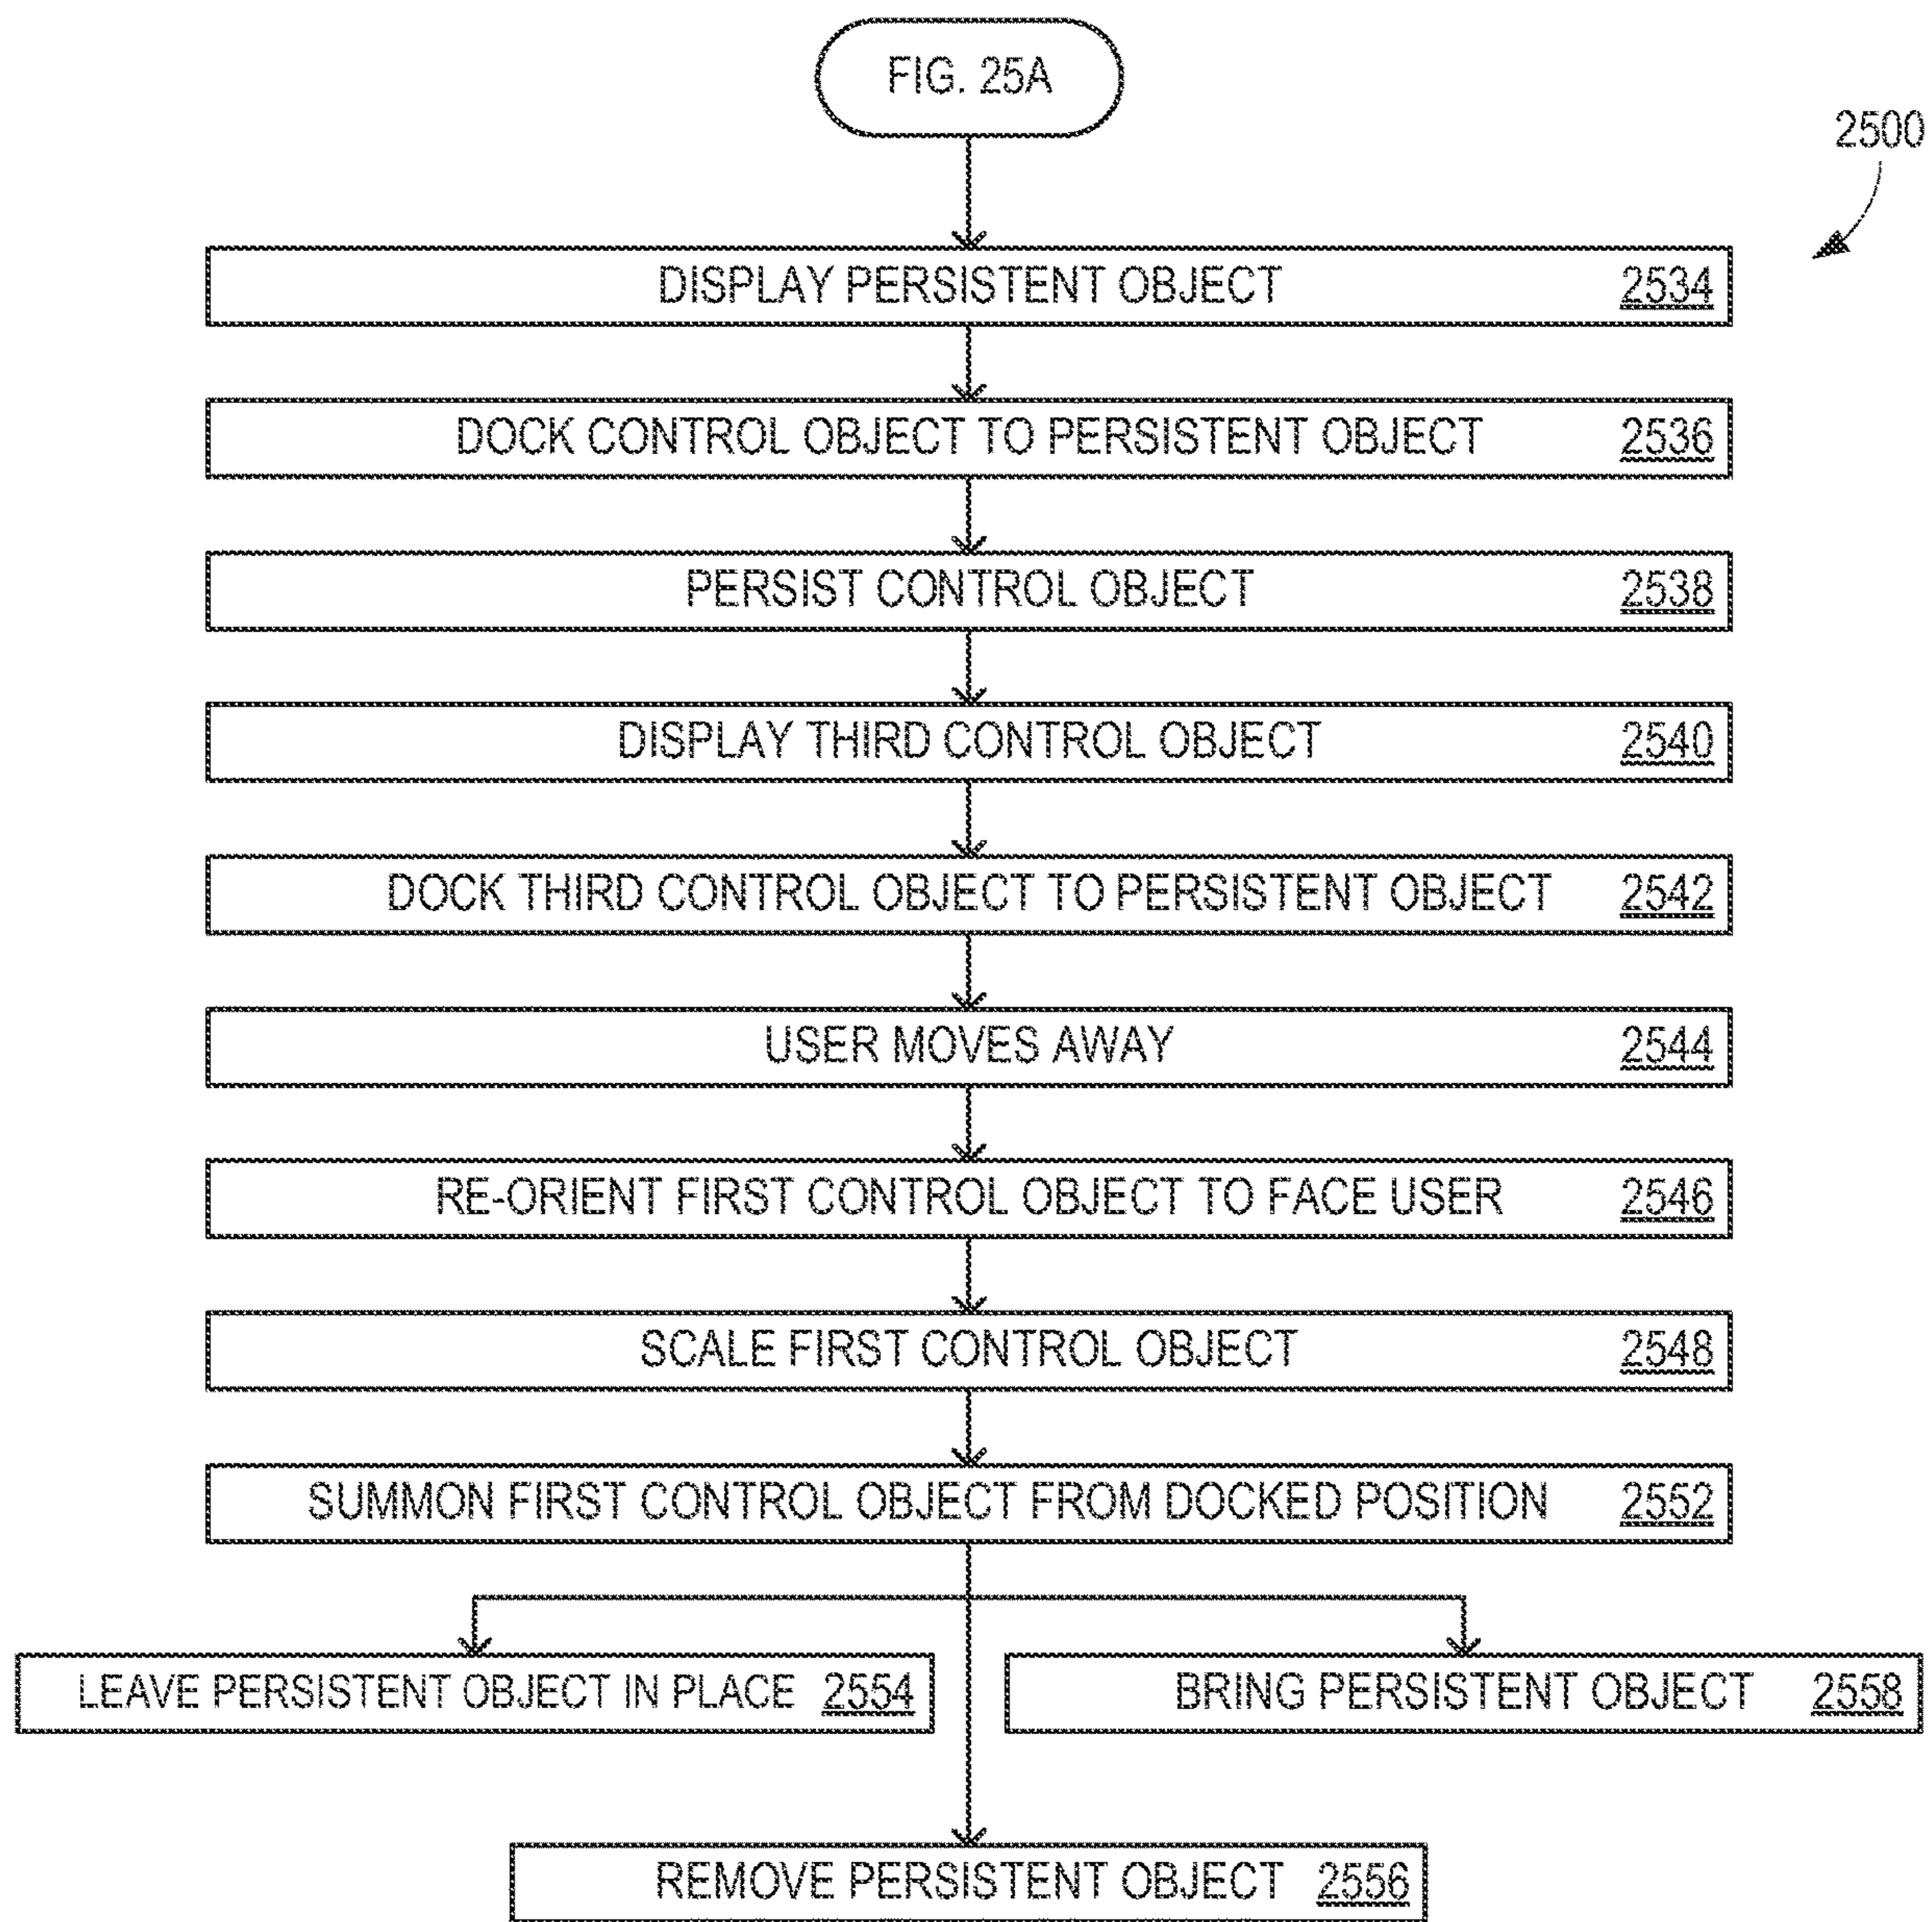 FIG. 25A
2500
DISPLAY PERSISTENT OBJECT 2534
DOCK CONTROL OBJECT TO PERSISTENT OBJECT 2536
PERSIST CONTROL OBJECT 2538
DISPLAY THIRD CONTROL OBJECT 2540
DOCK THIRD CONTROL OBJECT TO PERSISTENT OBJECT 2542
USER MOVES AWAY 2544
RE-ORIENT FIRST CONTROL OBJECT TO FACE USER 2546
SCALE FIRST CONTROL OBJECT 2548
SUMMON FIRST CONTROL OBJECT FROM DOCKED POSITION 2552
LEAVE PERSISTENT OBJECT IN PLACE 2554
BRING PERSISTENT OBJECT 2558
REMOVE PERSISTENT OBJECT 2556